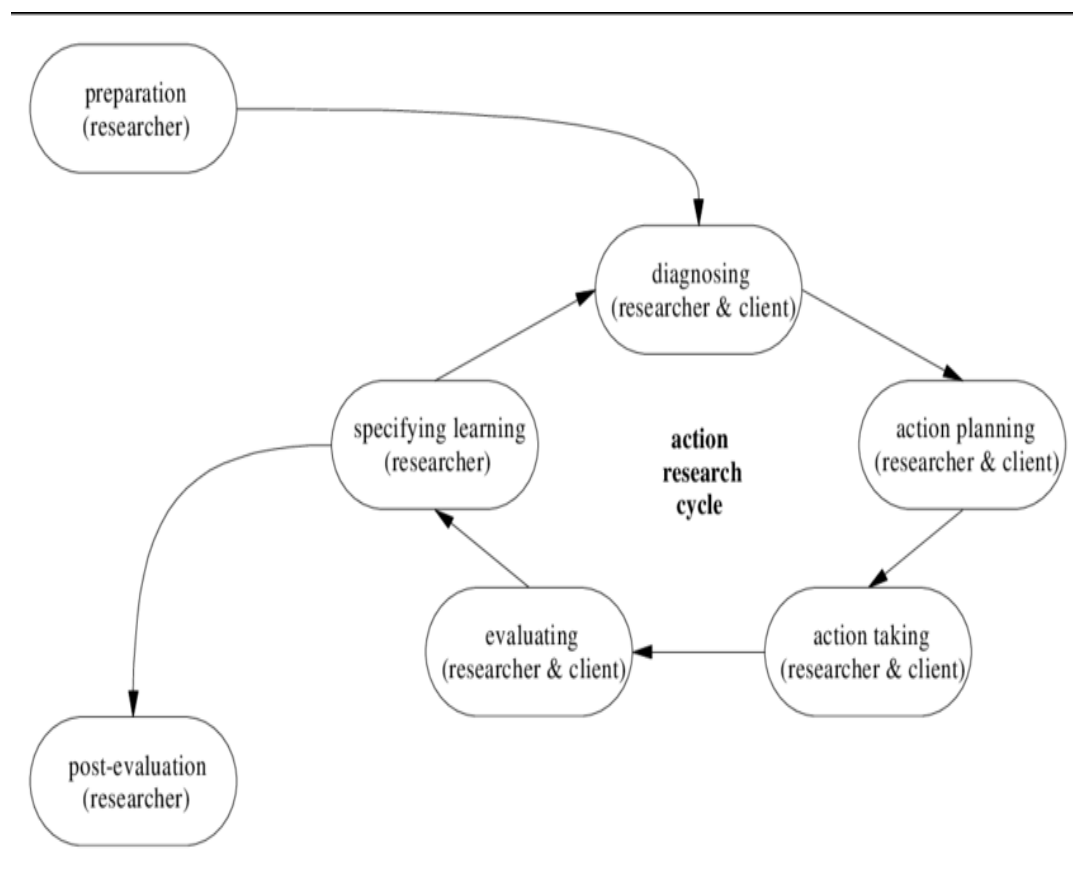 preparation
(researcher)
diagnosing
(researcher & client)
action planning
(researcher & client)
action taking
(researcher & client)
evaluating
(researcher & client)
specifying learning
(researcher)
action
research
cycle
post-evaluation
(researcher)